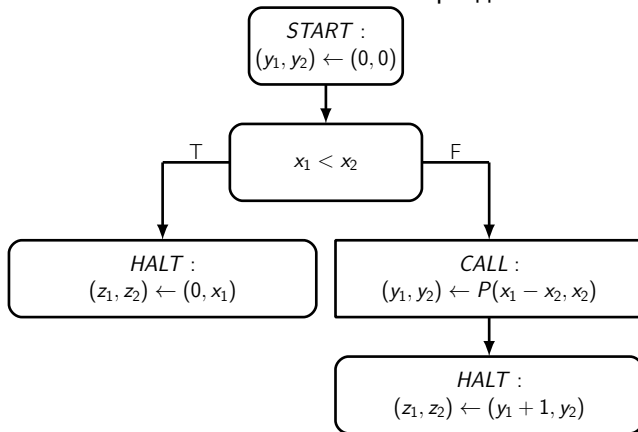 START :
(y₁, y₂) ← (0, 0)
T
x₁ < x₂
F
HALT :
(z₁, z₂) ← (0, x₁)
CALL :
(y₁, y₂) ← P(x₁ − x₂, x₂)
HALT :
(z₁, z₂) ← (y₁ + 1, y₂)